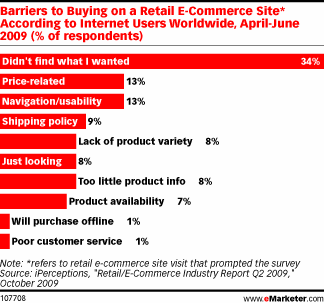 Barriers to Buying on a Retail E-Commerce Site*
According to Internet Users Worldwide, April-June
2009 (% of respondents)
Didn't find what I wanted 34%
Price-related 13%
Navigation/usability 13%
Shipping policy 9%
Lack of product variety 8%
Just looking 8%
Too little product info 8%
Product availability 7%
Will purchase offline 1%
Poor customer service 1%
Note: *refers to retail e-commerce site visit that prompted the survey
Source: iPerceptions, "Retail/E-Commerce Industry Report Q2 2009,"
October 2009
107708 www.eMarketer.com